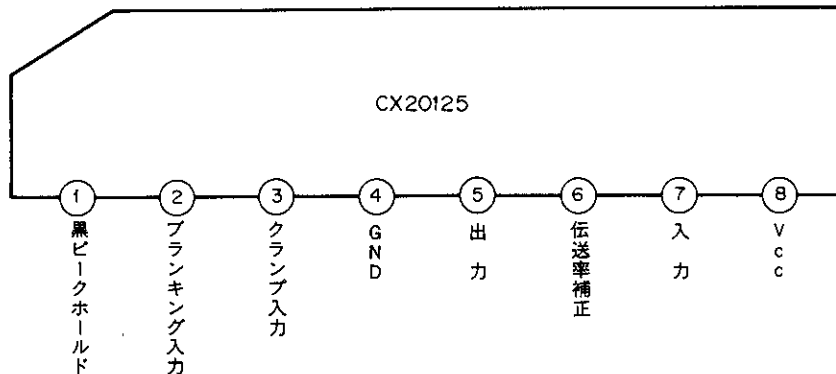 CX20125
1
2
3
4
5
6
7
8
黒ピークホールド
ブランキング入力
クランプ入力
GND
出力
伝送率補正
入力
Vcc